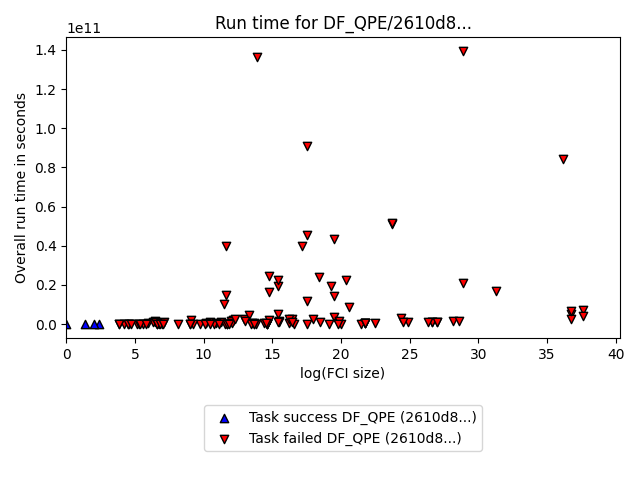 Run time for DF_QPE/2610d8...
1e11
1.4
1.2
1.0
0.8
0.6
0.4
0.2
0.0
Overall run time in seconds
0 5 10 15 20 25 30 35 40
log(FCI size)
Task success DF_QPE (2610d8...)
Task failed DF_QPE (2610d8...)